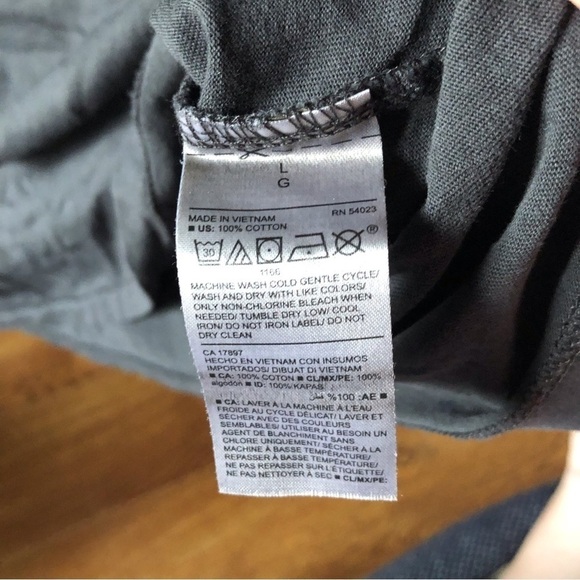 L
G
MADE IN VIETNAM RN 54023
■ US: 100% COTTON
30 ®
1166
MACHINE WASH COLD GENTLE CYCLE/
WASH AND DRY WITH LIKE COLORS/
ONLY NON-CHLORINE BLEACH WHEN
NEEDED/ TUMBLE DRY LOW/ COOL
IRON/ DO NOT IRON LABEL/ DO NOT
DRY CLEAN
CA 17897
HECHO EN VIETNAM CON INSUMOS
IMPORTADOS/ DIBUAT DI VIETNAM
■ CA: 100% COTON ■ CL/MX/PE: 100%
algodón ■ ID: 100% KAPAS
■ AE: 100% قطن
■ CA: LAVER À LA MACHINE À L'EAU
FROIDE AU CYCLE DÉLICAT/ LAVER ET
SÉCHER AVEC DES COULEURS
SEMBLABLES/ UTILISER AU BESOIN UN
AGENT DE BLANCHIMENT SANS
CHLORE UNIQUEMENT/ SÉCHER À LA
MACHINE À BASSE TEMPÉRATURE/
REPASSER À BASSE TEMPÉRATURE/
NE PAS REPASSER SUR L'ÉTIQUETTE/
NE PAS NETTOYER À SEC ■ CL/MX/PE: